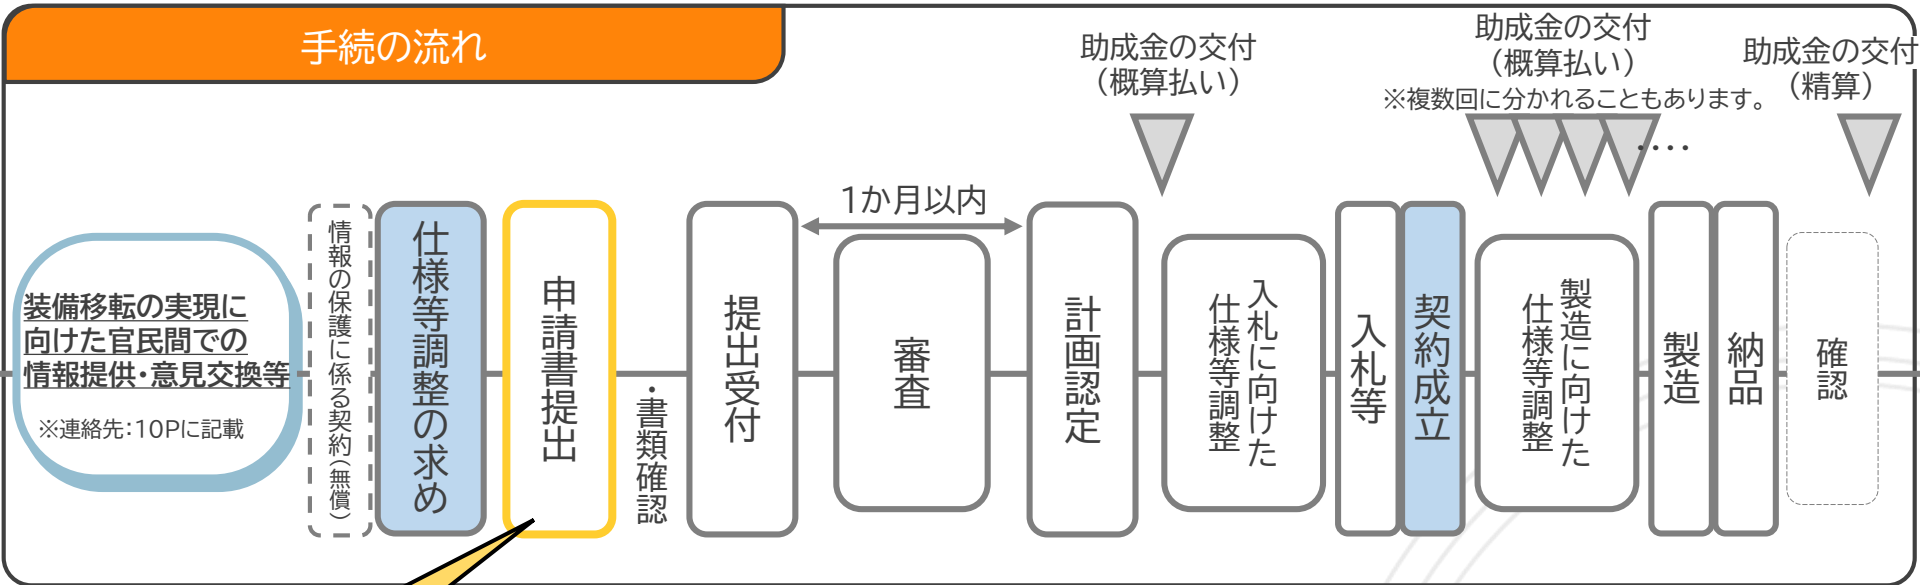 手続の流れ
助成金の交付
（概算払い）
助成金の交付
（概算払い）
※複数回に分かれることもあります。
助成金の交付
（精算）
････
1か月以内
装備移転の実現に
向けた官民間での
情報提供・意見交換等
※連絡先：10Pに記載
情報の保護に係る契約（無償）
仕様等調整の求め
申請書提出
・書類確認
提出受付
審査
計画認定
入札に向けた
仕様等調整
入札等
契約成立
製造に向けた
仕様等調整
製造
納品
確認